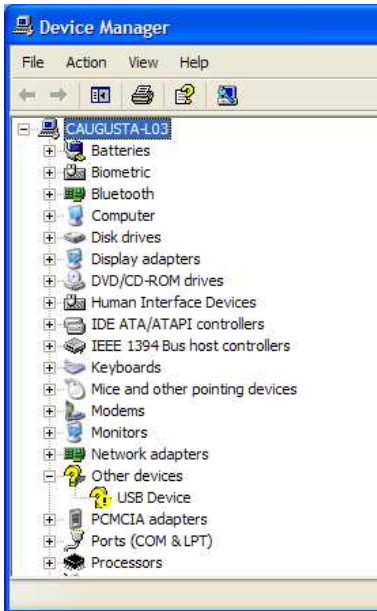 Device Manager
File Action View Help
CAUGUSTA-L03
Batteries
Biometric
Bluetooth
Computer
Disk drives
Display adapters
DVD/CD-ROM drives
Human Interface Devices
IDE ATA/ATAPI controllers
IEEE 1394 Bus host controllers
Keyboards
Mice and other pointing devices
Modems
Monitors
Network adapters
Other devices
USB Device
PCMCIA adapters
Ports (COM & LPT)
Processors